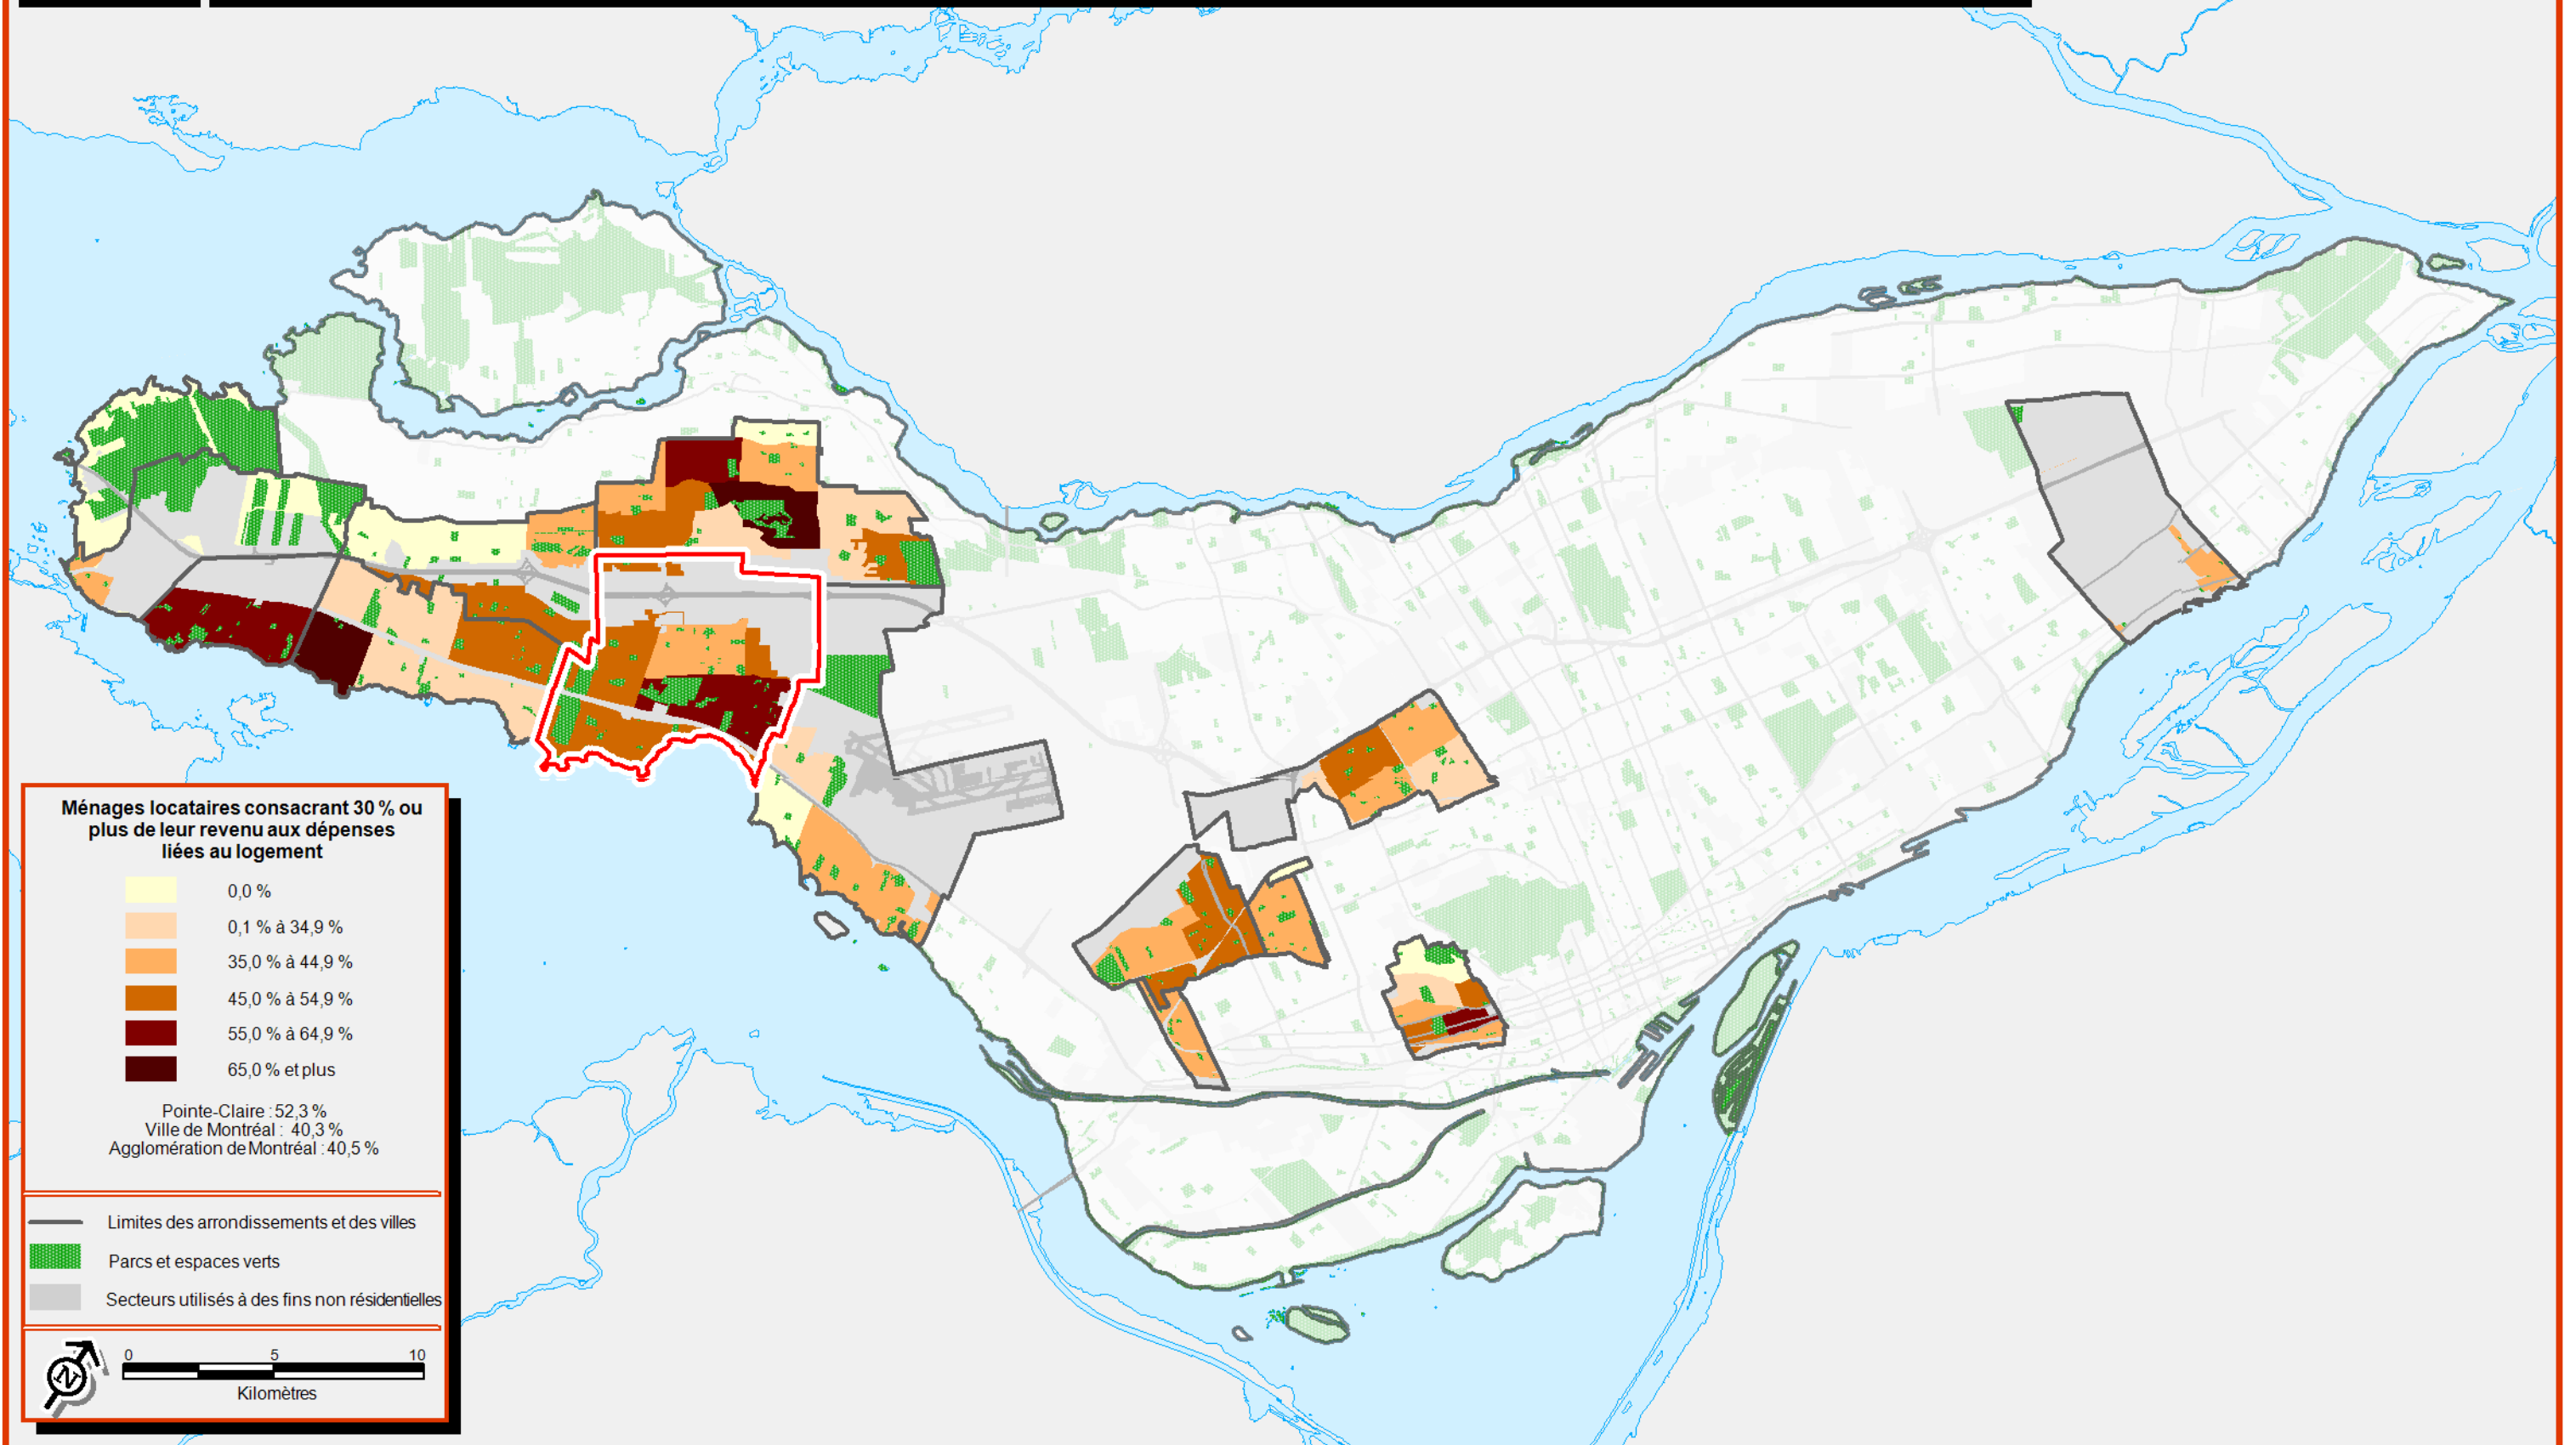 Ménages locataires consacrant 30 % ou
plus de leur revenu aux dépenses
liées au logement
0,0 %
0,1 % à 34,9 %
35,0 % à 44,9 %
45,0 % à 54,9 %
55,0 % à 64,9 %
65,0 % et plus
Pointe-Claire : 52,3 %
Ville de Montréal : 40,3 %
Agglomération de Montréal : 40,5 %
Limites des arrondissements et des villes
Parcs et espaces verts
Secteurs utilisés à des fins non résidentielles
N
0 5 10
Kilomètres